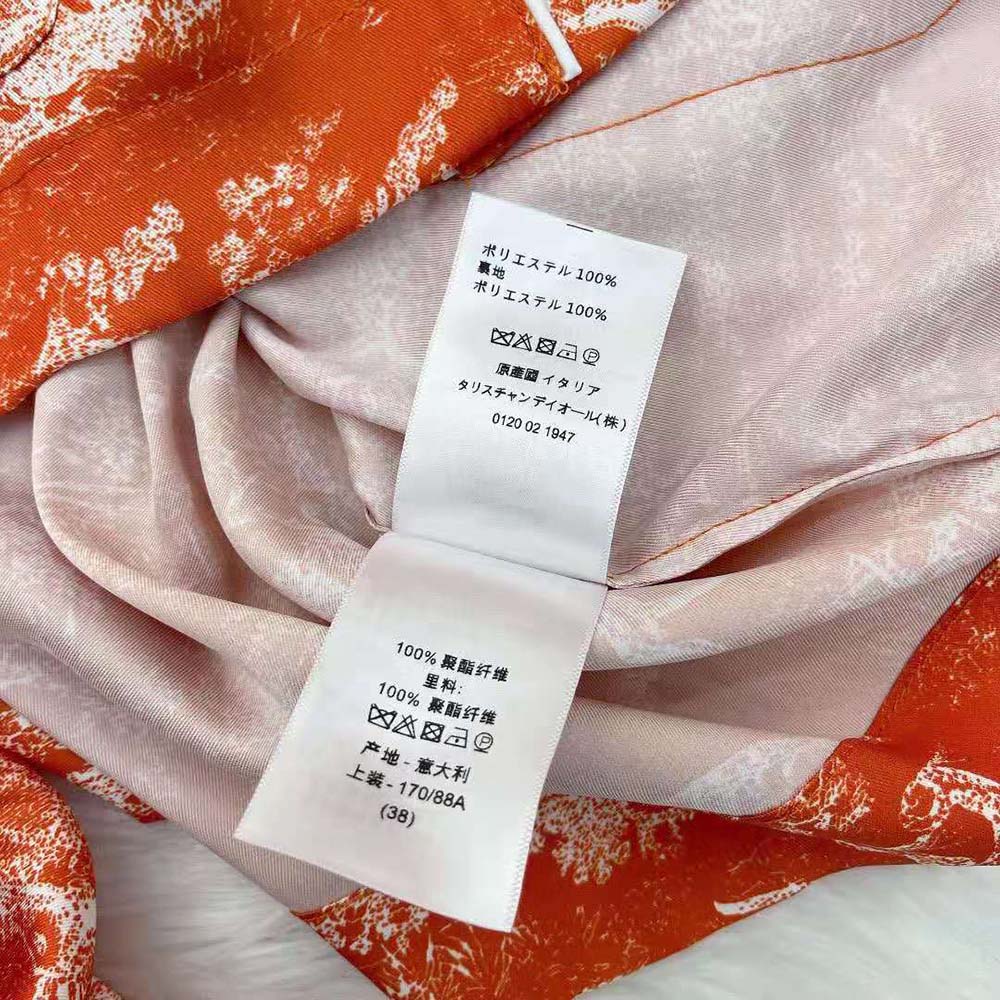 ポリエステル 100%
裏地
ポリエステル 100%
原産國 イタリア
タリスチャンデイオール(株)
0120 02 1947
100% 聚酯纤维
里料:
100% 聚酯纤维
产地 - 意大利
上装 - 170/88A
(38)